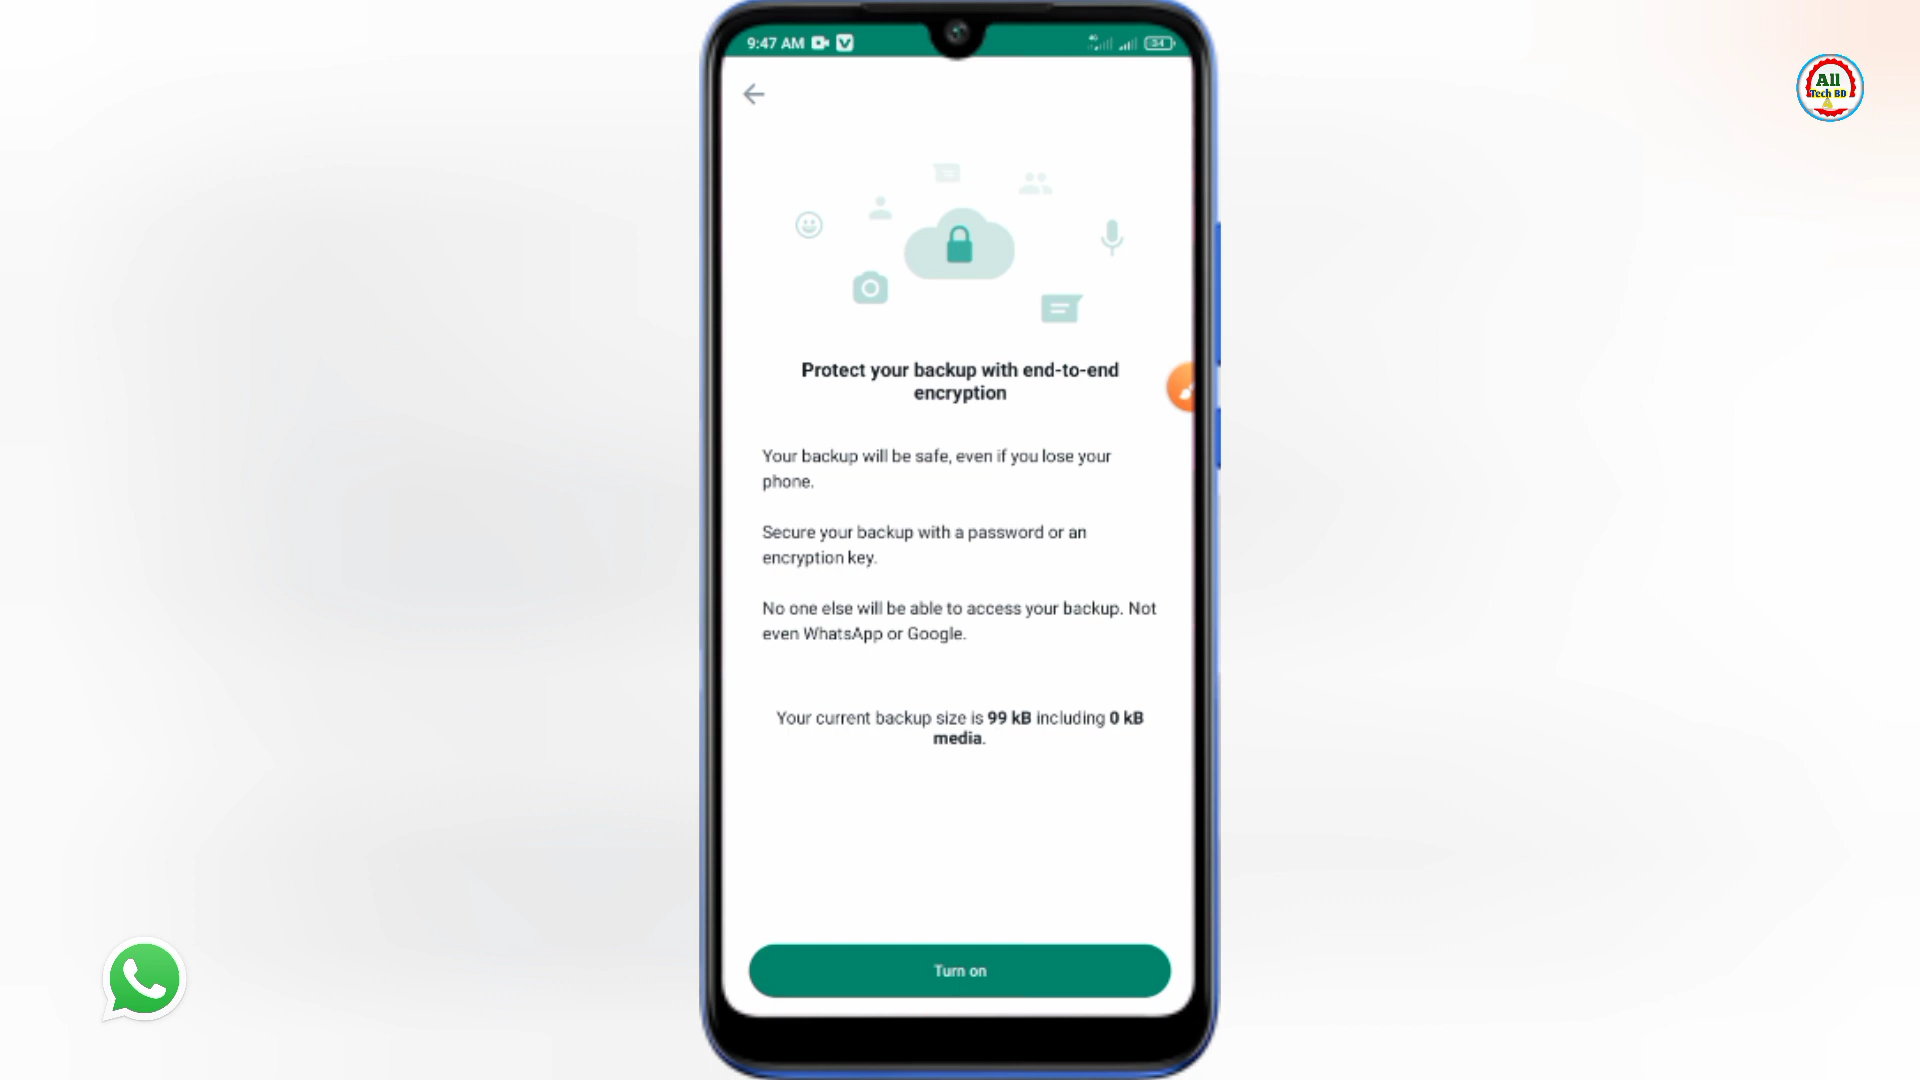 9:47 AM
34
All
Tech BD
Protect your backup with end-to-end
encryption
Your backup will be safe, even if you lose your
phone.
Secure your backup with a password or an
encryption key.
No one else will be able to access your backup. Not
even WhatsApp or Google.
Your current backup size is 99 kB including 0 kB
media.
Turn on